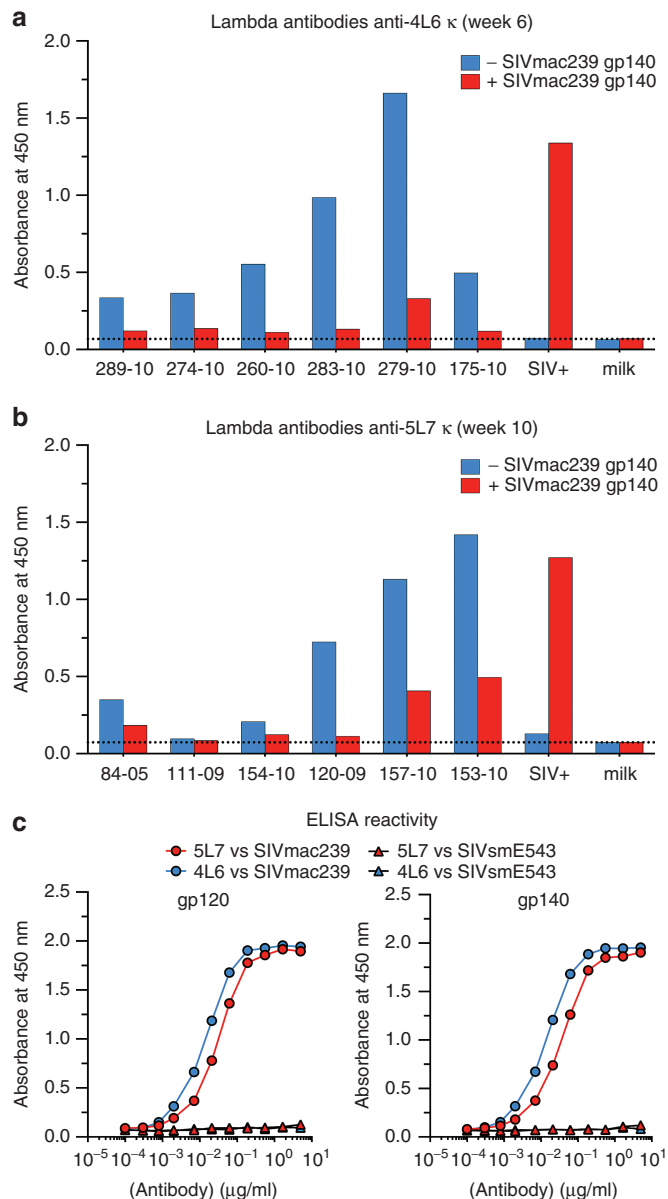 a
Lambda antibodies anti-4L6 κ (week 6)
– SIVmac239 gp140
+ SIVmac239 gp140
Absorbance at 450 nm
2.0
1.5
1.0
0.5
0.0
289-10 274-10 260-10 283-10 279-10 175-10 SIV+ milk
b
Lambda antibodies anti-5L7 κ (week 10)
– SIVmac239 gp140
+ SIVmac239 gp140
Absorbance at 450 nm
2.0
1.5
1.0
0.5
0.0
84-05 111-09 154-10 120-09 157-10 153-10 SIV+ milk
c
ELISA reactivity
5L7 vs SIVmac239 5L7 vs SIVsmE543
4L6 vs SIVmac239 4L6 vs SIVsmE543
gp120
Absorbance at 450 nm
2.5
2.0
1.5
1.0
0.5
0.0
10⁻⁵ 10⁻³ 10⁻² 10⁻¹ 10⁰ 10¹
(Antibody) (μg/ml)
gp140
Absorbance at 450 nm
2.5
2.0
1.5
1.0
0.5
0.0
10⁻⁵ 10⁻³ 10⁻² 10⁻¹ 10⁰ 10¹
(Antibody) (μg/ml)